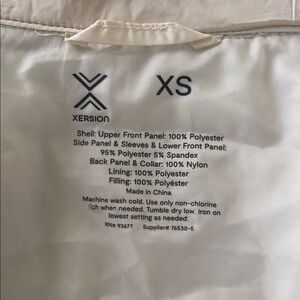 XS
XERSION
Shell: Upper Front Panel: 100% Polyester
Side Panel & Sleeves & Lower Front Panel:
95% Polyester 5% Spandex
Back Panel & Collar: 100% Nylon
Lining: 100% Polyester
Filling: 100% Polyester
Made in China
Machine wash cold. Use only non-chlorine
when needed. Tumble dry low. Iron on
lowest setting as needed.
RN# 93677 Supplier# 76530-5